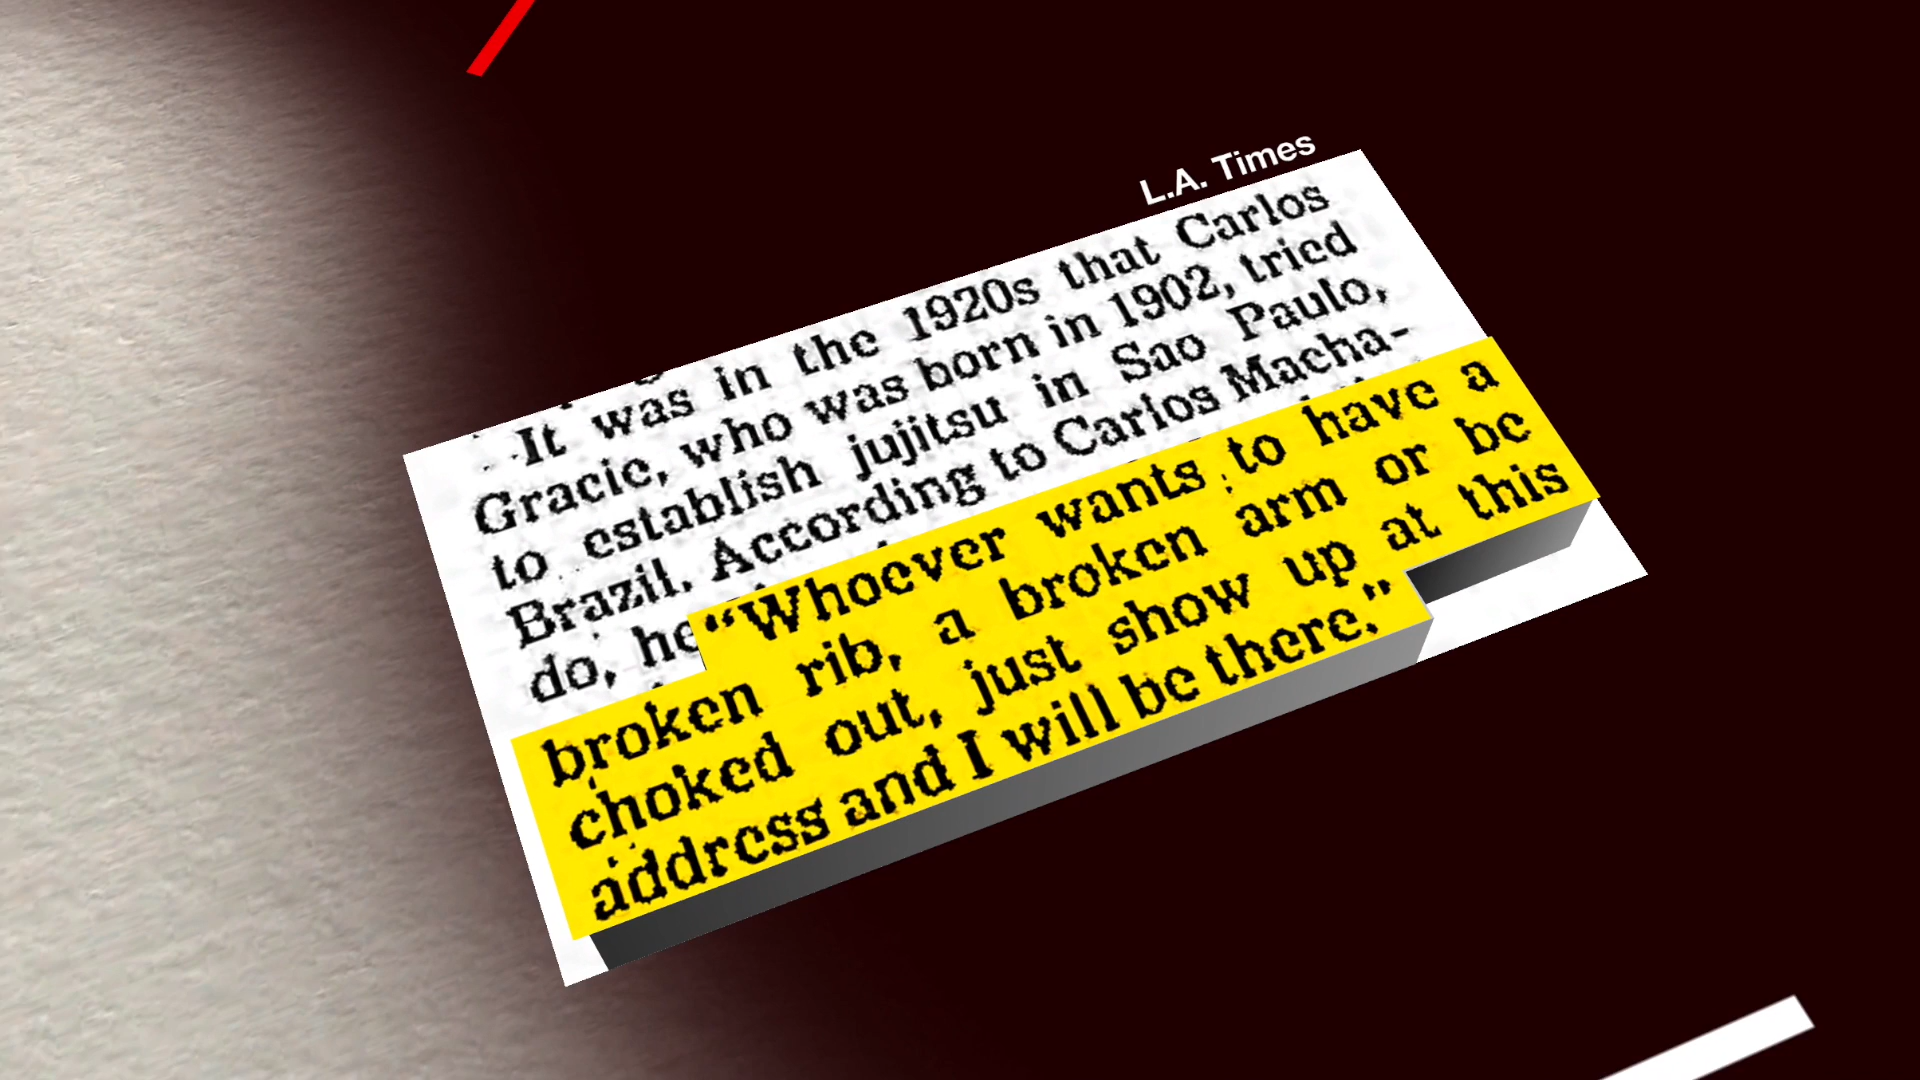 L.A. Times
It was in the 1920s that Carlos
Gracie, who was born in 1902, tried
to establish jujitsu in Sao Paulo,
Brazil. According to Carlos Macha-
do, he “Whoever wants to have a
broken rib, a broken arm or be
choked out, just show up at this
address and I will be there.”